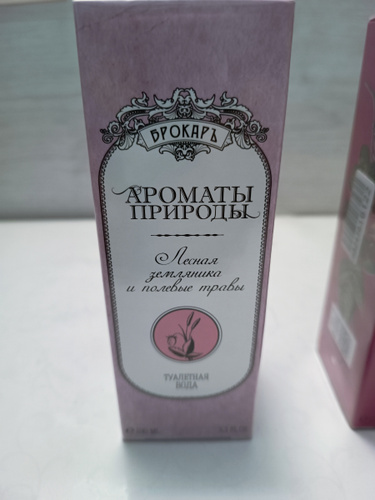 БРОКАРЪ
АРОМАТЫ
ПРИРОДЫ
Лесная
земляника
и полевые травы
ТУАЛЕТНАЯ
ВОДА